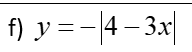 f) y = -|4 - 3x|